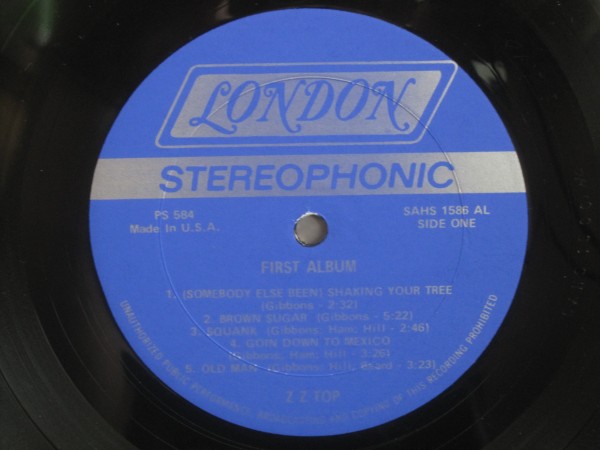 LONDON
STEREOPHONIC
PS 584
Made In U.S.A.
SAHS 1586 AL
SIDE ONE
FIRST ALBUM
1. (SOMEBODY ELSE BEEN) SHAKING YOUR TREE
(Gibbons - 2:32)
2. BROWN SUGAR (Gibbons - 5:22)
3. SQUANK (Gibbons; Ham; Hill - 2:46)
4. GOIN DOWN TO MEXICO
(Gibbons; Ham; Hill - 3:26)
5. OLD MAN (Gibbons; Hill; Beard - 3:23)
Z Z TOP
UNAUTHORIZED PUBLIC PERFORMANCE, BROADCASTING AND COPYING OF THIS RECORDING PROHIBITED